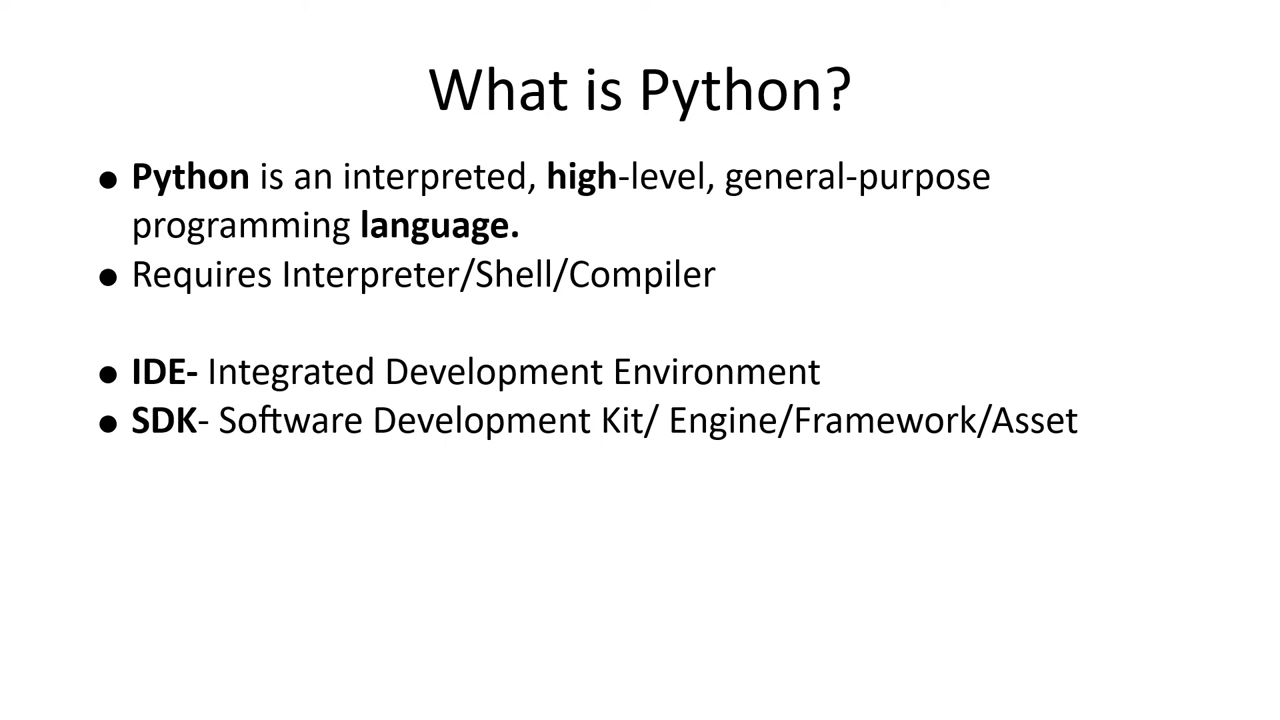 What is Python?
● Python is an interpreted, high-level, general-purpose
programming language.
● Requires Interpreter/Shell/Compiler
● IDE- Integrated Development Environment
● SDK- Software Development Kit/ Engine/Framework/Asset